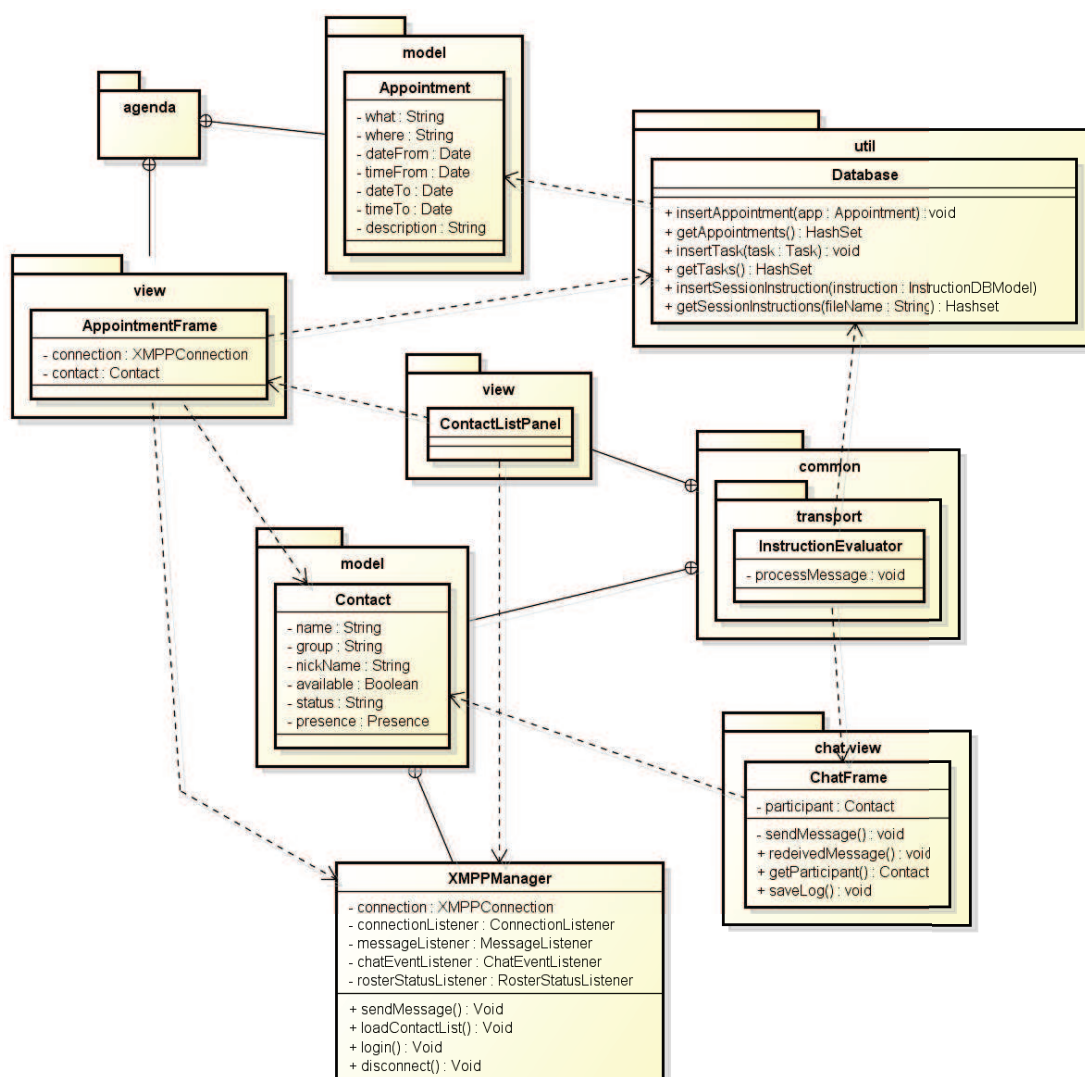 model
Appointment
- what : String
- where : String
- dateFrom : Date
- timeFrom : Date
- dateTo : Date
- timeTo : Date
- description : String
agenda
util
Database
+ insertAppointment(app : Appointment) : void
+ getAppointments() : HashSet
+ insertTask(task : Task) : void
+ getTasks() : HashSet
+ insertSessionInstruction(instruction : InstructionDBModel)
+ getSessionInstructions(fileName : String) : Hashset
view
AppointmentFrame
- connection : XMPPConnection
- contact : Contact
view
ContactListPanel
common
transport
InstructionEvaluator
- processMessage : void
model
Contact
- name : String
- group : String
- nickName : String
- available : Boolean
- status : String
- presence : Presence
chat.view
ChatFrame
- participant : Contact
- sendMessage() : void
+ redeivedMessage() : void
+ getParticipant() : Contact
+ saveLog() : void
XMPPManager
- connection : XMPPConnection
- connectionListener : ConnectionListener
- messageListener : MessageListener
- chatEventListener : ChatEventListener
- rosterStatusListener : RosterStatusListener
+ sendMessage() : Void
+ loadContactList() : Void
+ login() : Void
+ disconnect() : Void